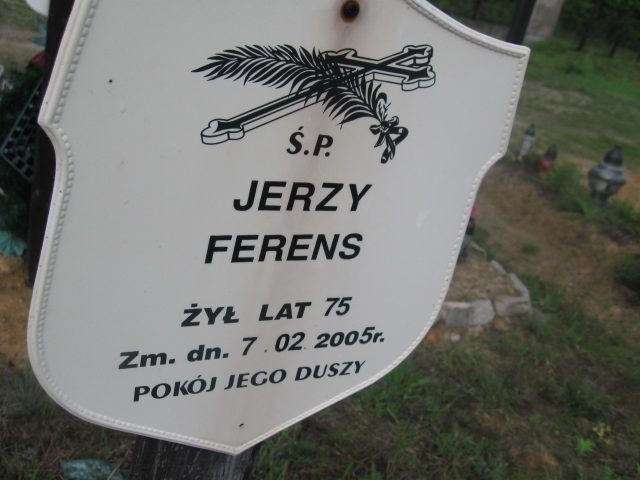 Ś.P.
JERZY
FERENS
ŻYŁ LAT 75
Zm. dn. 7.02.2005r.
POKÓJ JEGO DUSZY